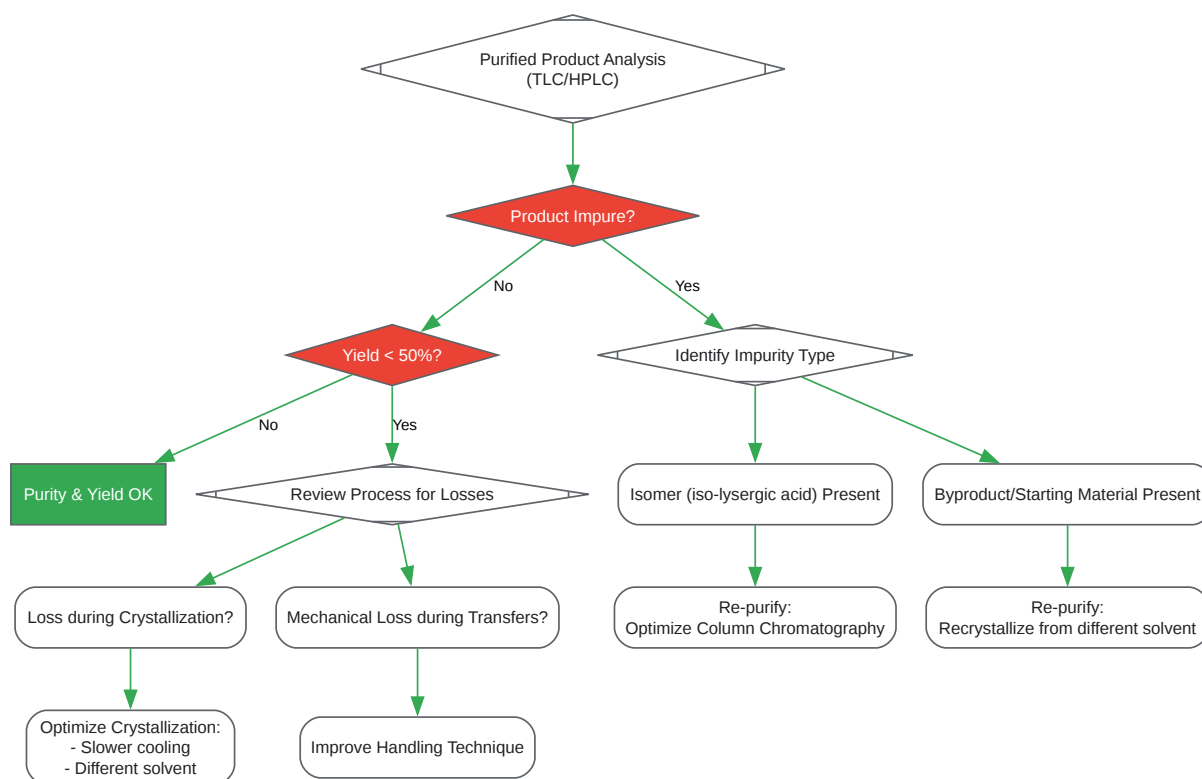 Purified Product Analysis
(TLC/HPLC)
Product Impure?
No
Yes
Yield < 50%?
Identify Impurity Type
No
Yes
Purity & Yield OK
Review Process for Losses
Isomer (iso-lysergic acid) Present
Byproduct/Starting Material Present
Loss during Crystallization?
Mechanical Loss during Transfers?
Re-purify:
Optimize Column Chromatography
Re-purify:
Recrystallize from different solvent
Optimize Crystallization:
- Slower cooling
- Different solvent
Improve Handling Technique